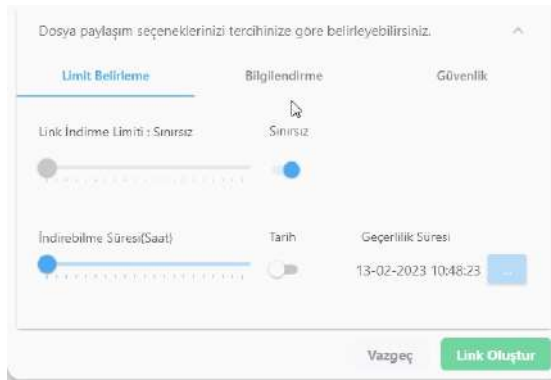 Dosya paylaşım seçeneklerinizi tercihinize göre belirleyebilirsiniz.
Limit Belirleme Bilgilendirme Güvenlik
Link İndirme Limiti : Sınırsız Sınırsız
İndirebilme Süresi(Saat) Tarih Geçerlilik Süresi
13-02-2023 10:48:23 ...
Vazgeç Link Oluştur